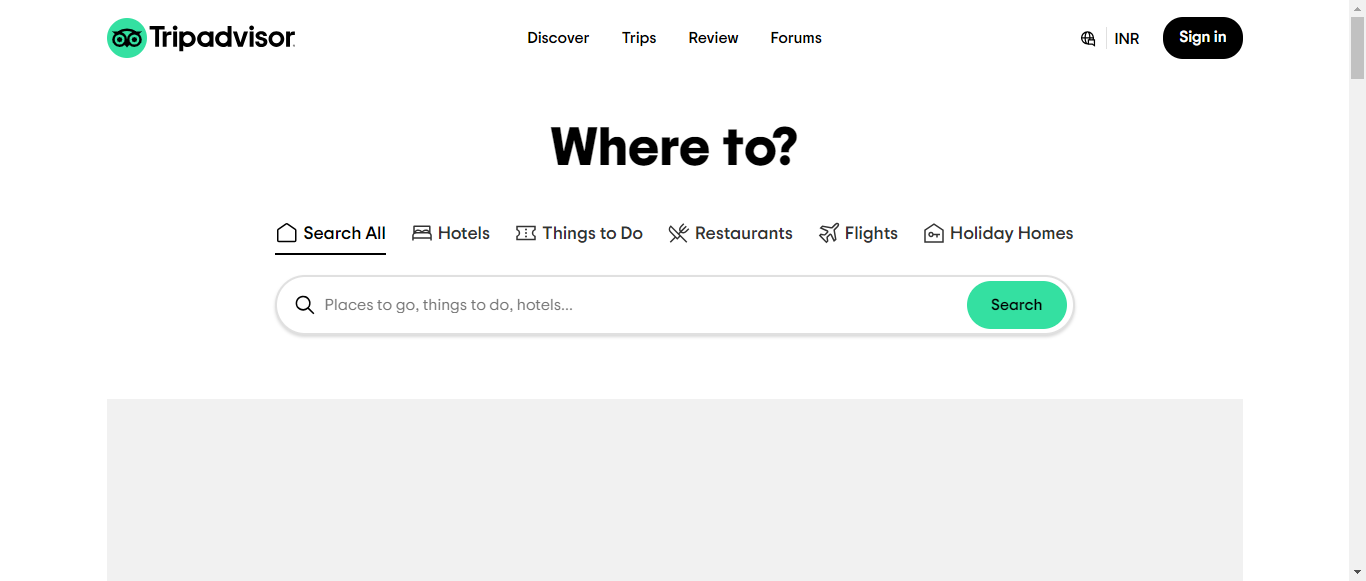 Tripadvisor
Discover Trips Review Forums
INR
Sign in
Where to?
Search All Hotels Things to Do Restaurants Flights Holiday Homes
Places to go, things to do, hotels...
Search